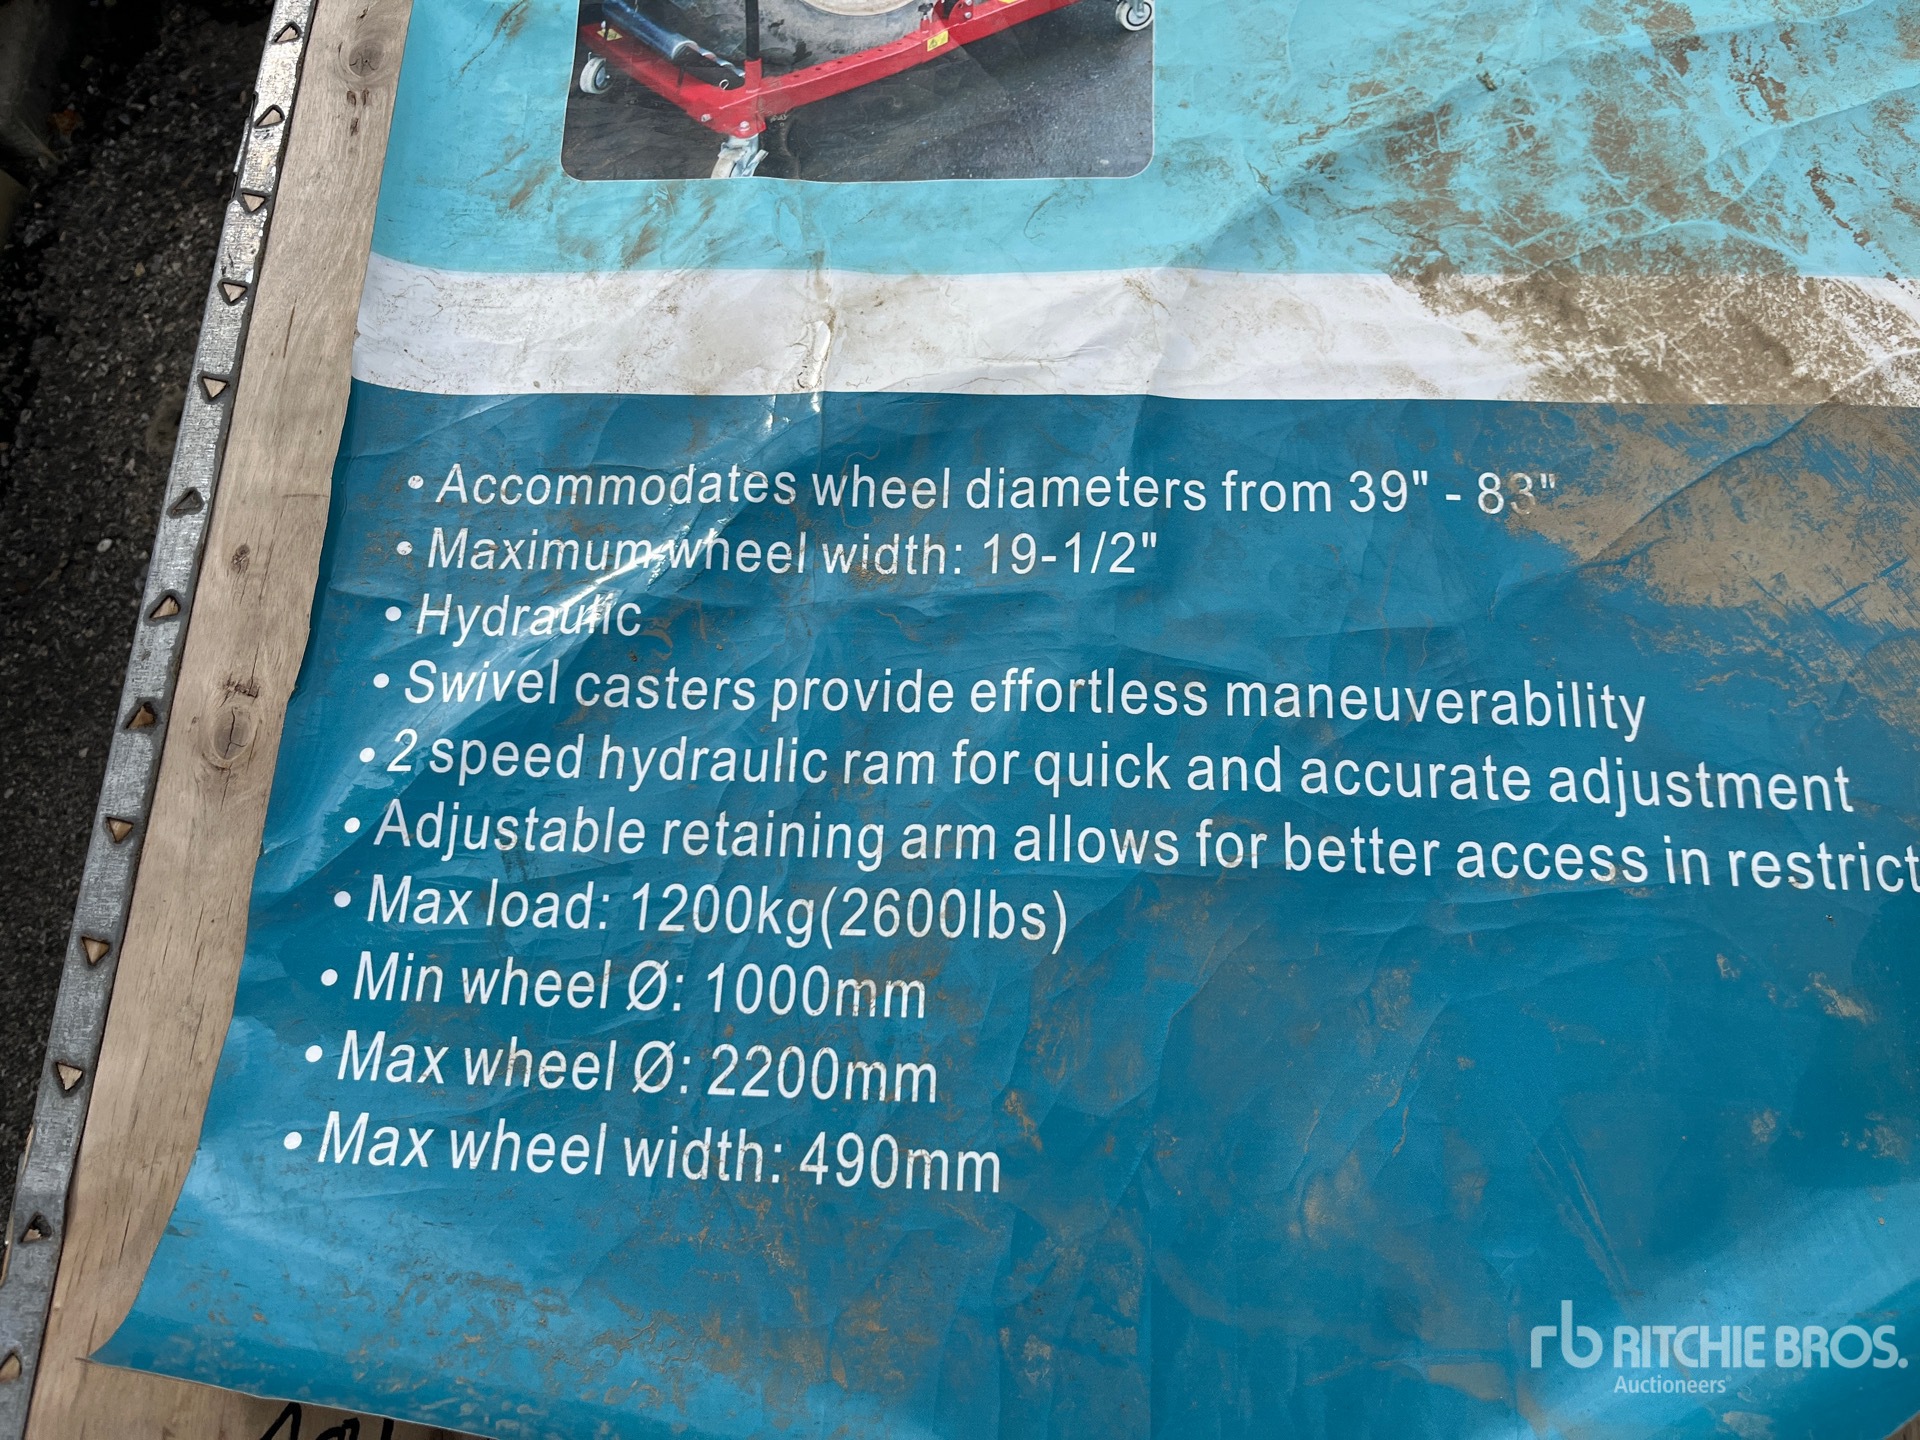 • Accommodates wheel diameters from 39" - 83"
• Maximum wheel width: 19-1/2"
• Hydraulic
• Swivel casters provide effortless maneuverability
• 2 speed hydraulic ram for quick and accurate adjustment
• Adjustable retaining arm allows for better access in restrict
• Max load: 1200kg(2600lbs)
• Min wheel Ø: 1000mm
• Max wheel Ø: 2200mm
• Max wheel width: 490mm
rb RITCHIE BROS.
Auctioneers